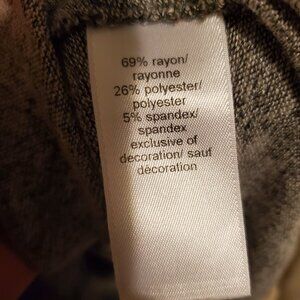 69% rayon/
rayonne
26% polyester/
polyester
5% spandex/
spandex
exclusive of
decoration/ sauf
décoration